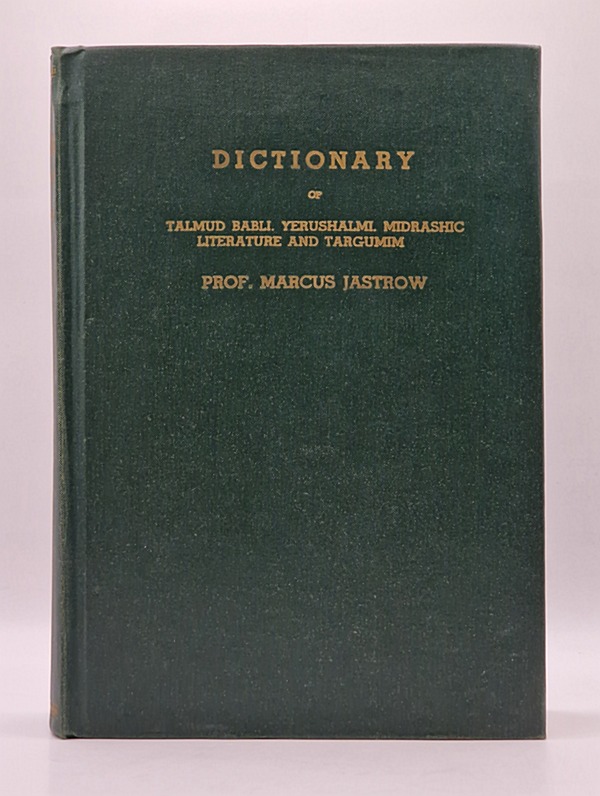 DICTIONARY
OF
TALMUD BABLI. YERUSHALMI. MIDRASHIC
LITERATURE AND TARGUMIM
PROF. MARCUS JASTROW